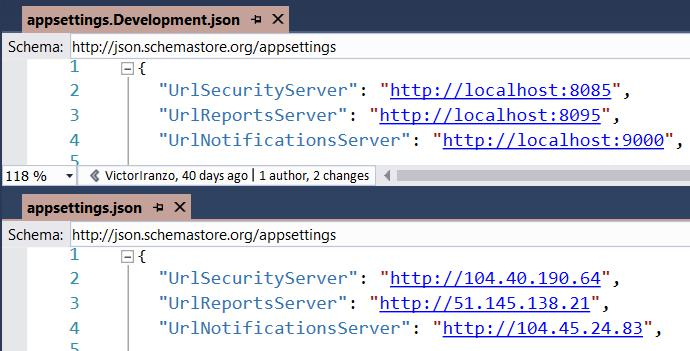 appsettings.Development.json
Schema: http://json.schemastore.org/appsettings
1 {
2 "UrlSecurityServer": "http://localhost:8085",
3 "UrlReportsServer": "http://localhost:8095",
4 "UrlNotificationsServer": "http://localhost:9000",
5
118 % VictorIranzo, 40 days ago | 1 author, 2 changes
appsettings.json
Schema: http://json.schemastore.org/appsettings
1 {
2 "UrlSecurityServer": "http://104.40.190.64",
3 "UrlReportsServer": "http://51.145.138.21",
4 "UrlNotificationsServer": "http://104.45.24.83",
5